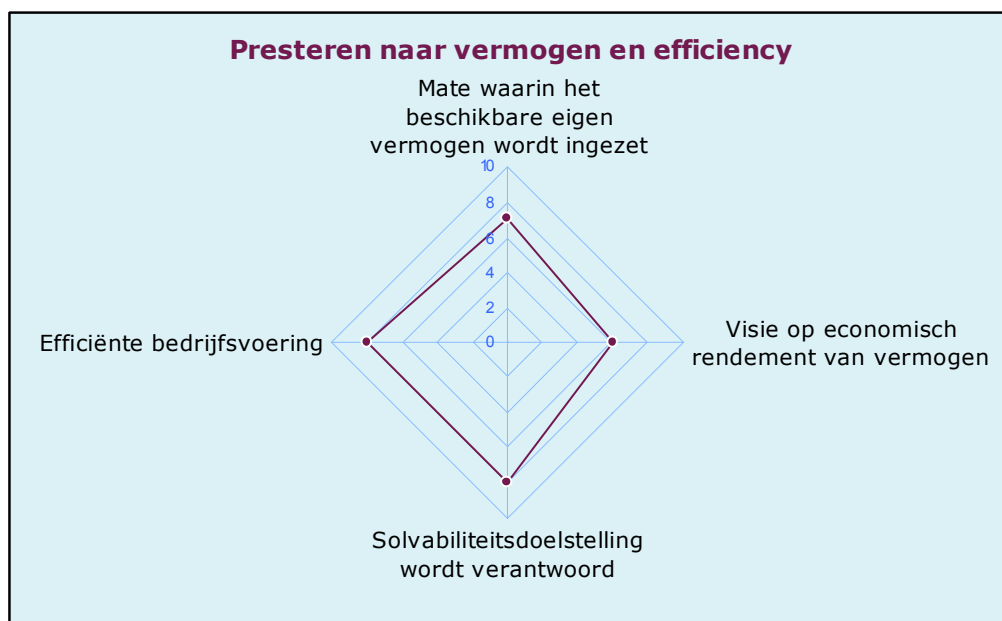 Presteren naar vermogen en efficiency
Mate waarin het
beschikbare eigen
vermogen wordt ingezet
10
8
6
4
2
0
Efficiënte bedrijfsvoering
Visie op economisch
rendement van vermogen
Solvabiliteitsdoelstelling
wordt verantwoord